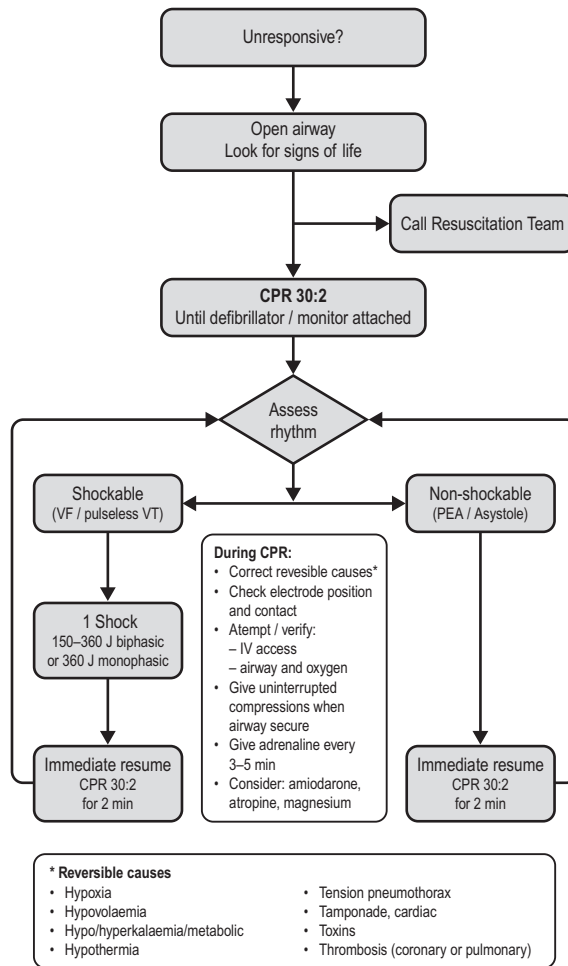 Unresponsive?
Open airway
Look for signs of life
Call Resuscitation Team
CPR 30:2
Until defibrillator / monitor attached
Assess
rhythm
Shockable
(VF / pulseless VT)
Non-shockable
(PEA / Asystole)
1 Shock
150–360 J biphasic
or 360 J monophasic
Immediate resume
CPR 30:2
for 2 min
During CPR:
• Correct revesible causes*
• Check electrode position
and contact
• Atempt / verify:
– IV access
– airway and oxygen
• Give uninterrupted
compressions when
airway secure
• Give adrenaline every
3–5 min
• Consider: amiodarone,
atropine, magnesium
Immediate resume
CPR 30:2
for 2 min
* Reversible causes
• Hypoxia
• Hypovolaemia
• Hypo/hyperkalaemia/metabolic
• Hypothermia
• Tension pneumothorax
• Tamponade, cardiac
• Toxins
• Thrombosis (coronary or pulmonary)